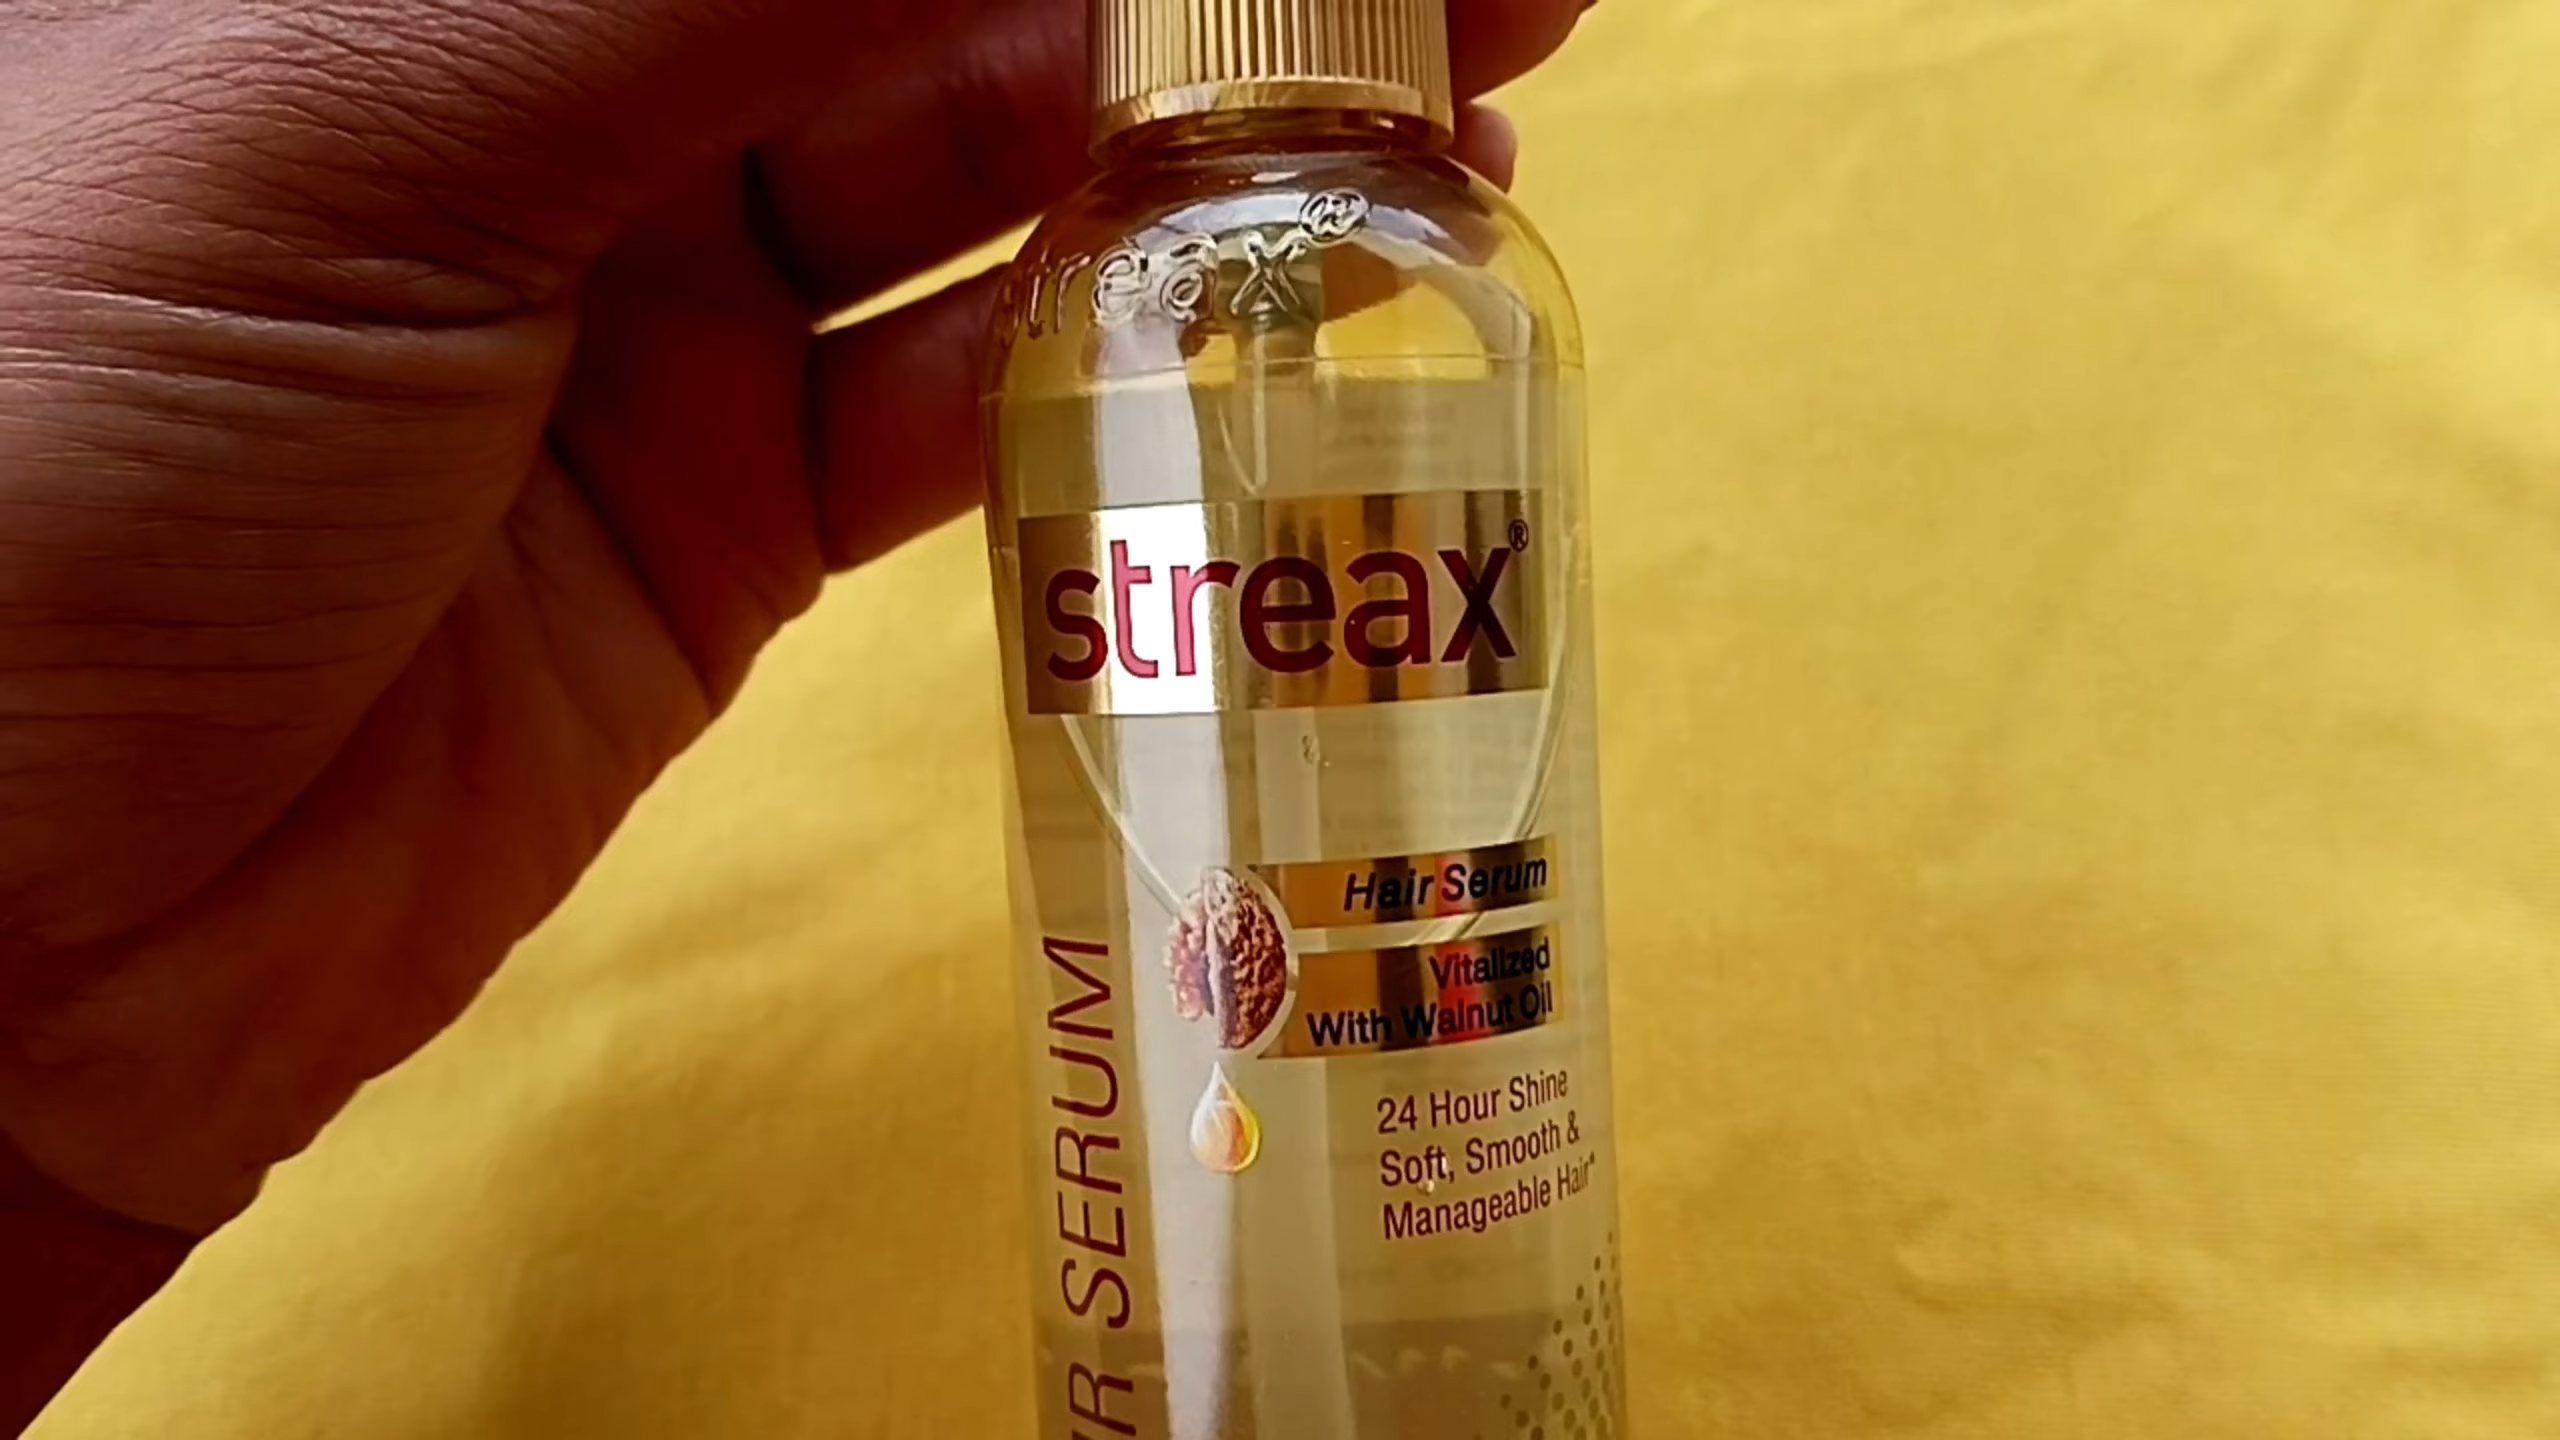 streax®
streax®
Hair Serum
Vitalized
With Walnut Oil
24 Hour Shine
Soft, Smooth &
Manageable Hair*
SERUM